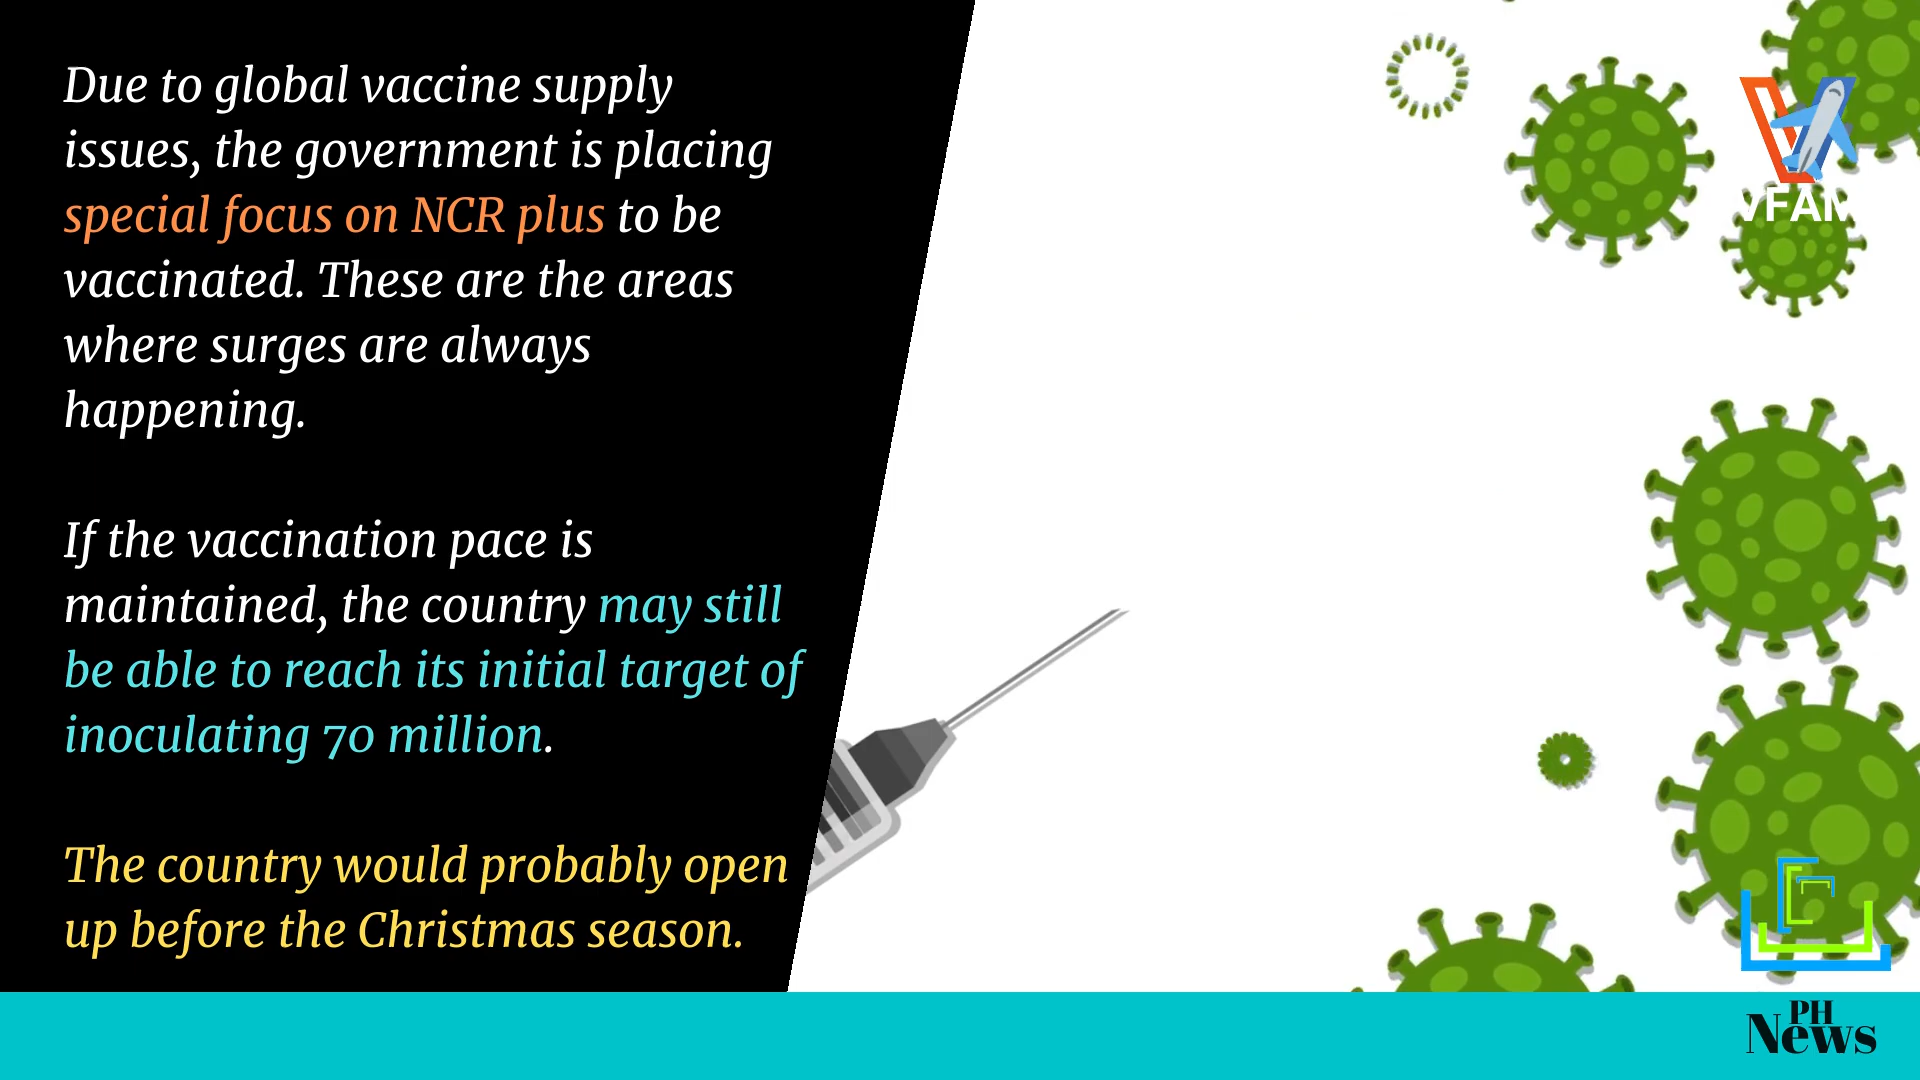 Due to global vaccine supply
issues, the government is placing
special focus on NCR plus to be
vaccinated. These are the areas
where surges are always
happening.
If the vaccination pace is
maintained, the country may still
be able to reach its initial target of
inoculating 70 million.
The country would probably open
up before the Christmas season.
VFAM
PH
News